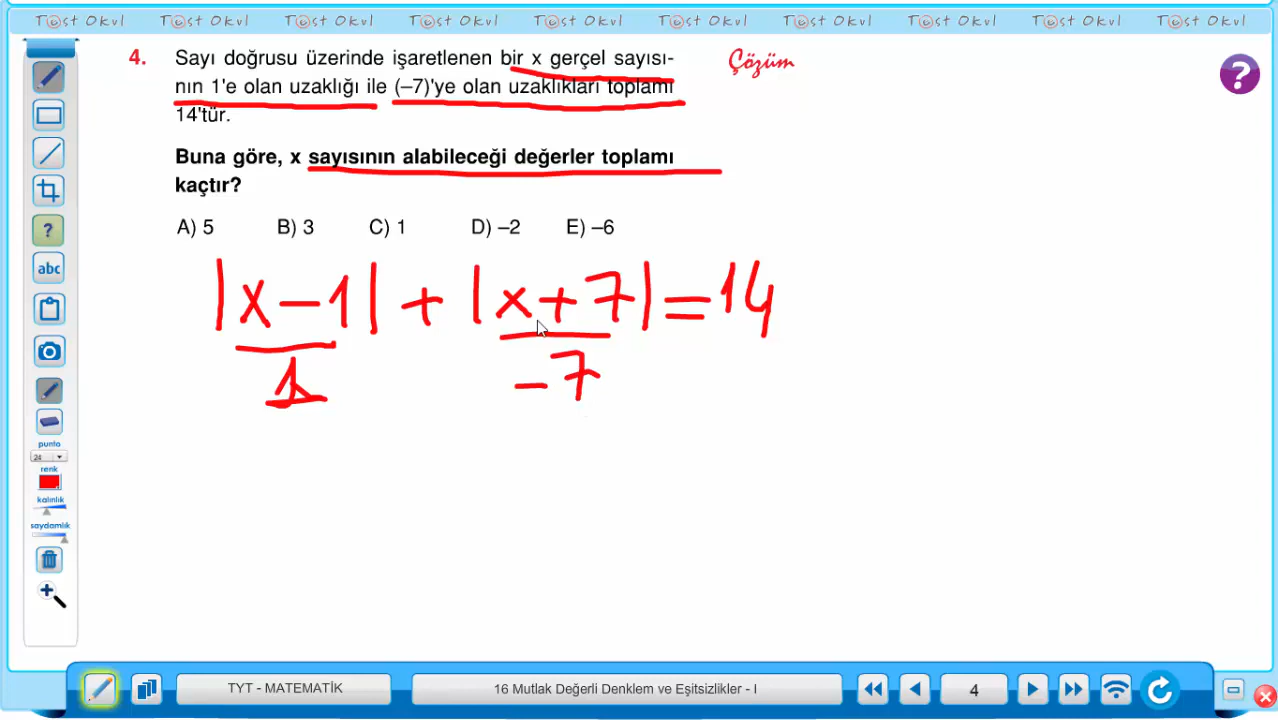 Test Okul Test Okul Test Okul Test Okul Test Okul Test Okul Test Okul Test Okul Test Okul Test Okul
4. Sayı doğrusu üzerinde işaretlenen bir x gerçel sayısı-
nın 1'e olan uzaklığı ile (–7)'ye olan uzaklıkları toplamı
14'tür.
Buna göre, x sayısının alabileceği değerler toplamı
kaçtır?
A) 5 B) 3 C) 1 D) –2 E) –6
Çözüm
?
|x-1| + |x+7| = 14
1 -7
?
abc
punto
24
renk
kalınlık
saydamlık
TYT - MATEMATİK
16 Mutlak Değerli Denklem ve Eşitsizlikler - I
4